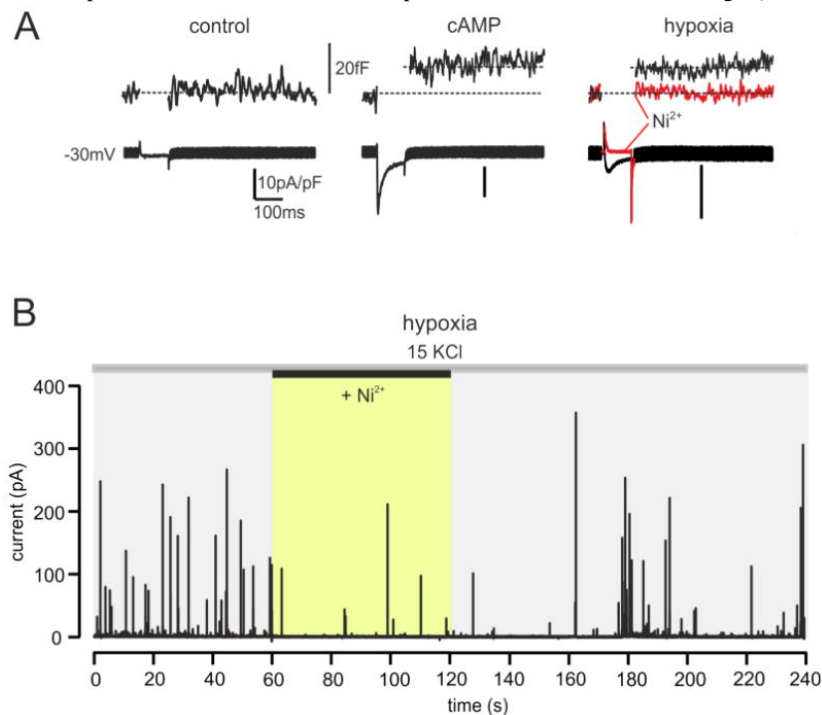 A
control
cAMP
hypoxia
20fF
Ni²⁺
-30mV
10pA/pF
100ms
B
hypoxia
15 KCl
+ Ni²⁺
400
300
200
100
0
current (pA)
0 20 40 60 80 100 120 140 160 180 200 220 240
time (s)